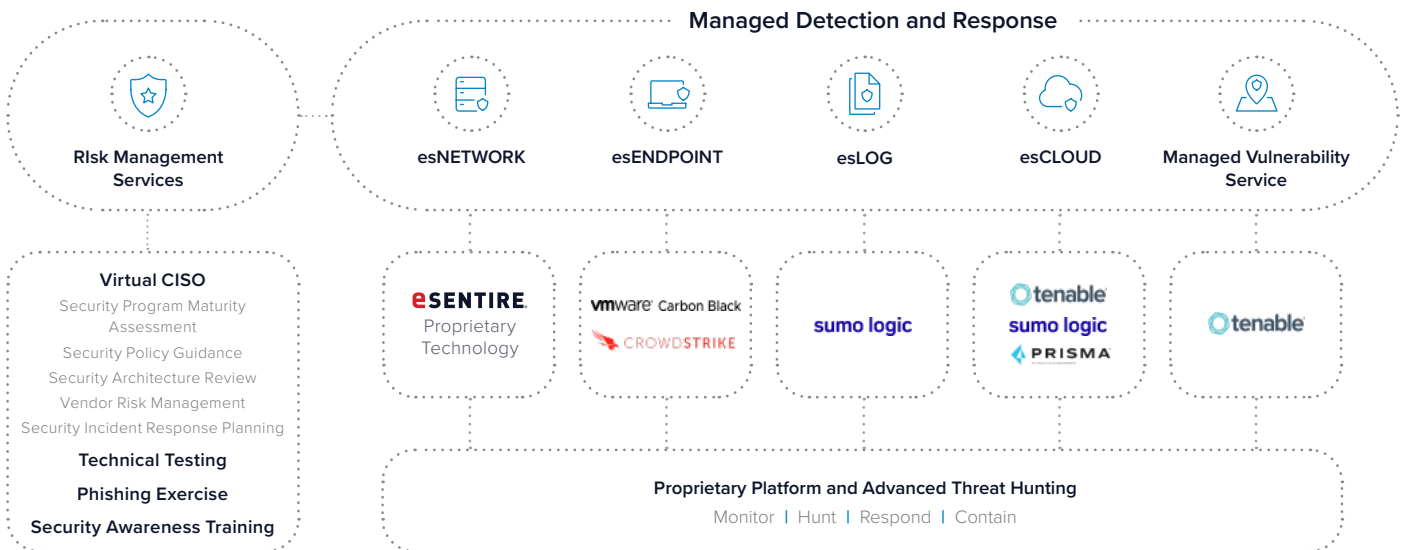 Managed Detection and Response
RIsk Management
Services
esNETWORK
esENDPOINT
esLOG
esCLOUD
Managed Vulnerability
Service
Virtual CISO
Security Program Maturity
Assessment
Security Policy Guidance
Security Architecture Review
Vendor Risk Management
Security Incident Response Planning
Technical Testing
Phishing Exercise
Security Awareness Training
eSENTIRE
Proprietary
Technology
vmware Carbon Black
CROWDSTRIKE
sumo logic
tenable
sumo logic
PRISMA
tenable
Proprietary Platform and Advanced Threat Hunting
Monitor | Hunt | Respond | Contain